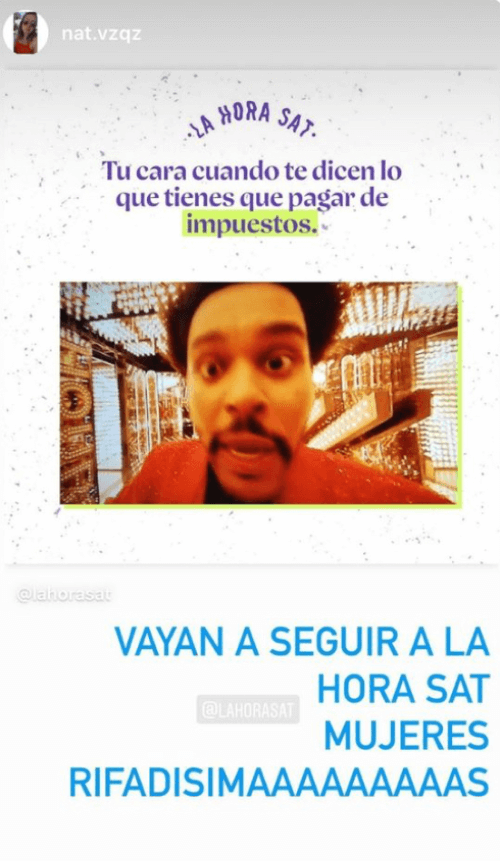 nat.vzqz
·LA HORA SAT·
Tu cara cuando te dicen lo
que tienes que pagar de
impuestos.
@lahorasat
VAYAN A SEGUIR A LA
HORA SAT
@LAHORASAT
MUJERES
RIFADISIMAAAAAAAAAS